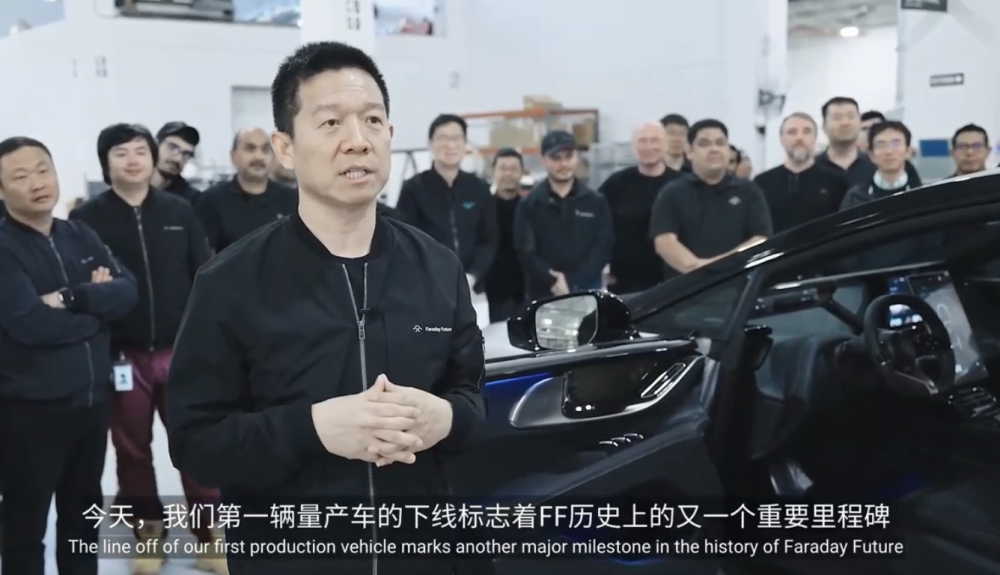 Faraday Future
今天，我们第一辆量产车的下线标志着FF历史上的又一个重要里程碑
The line off of our first production vehicle marks another major milestone in the history of Faraday Future